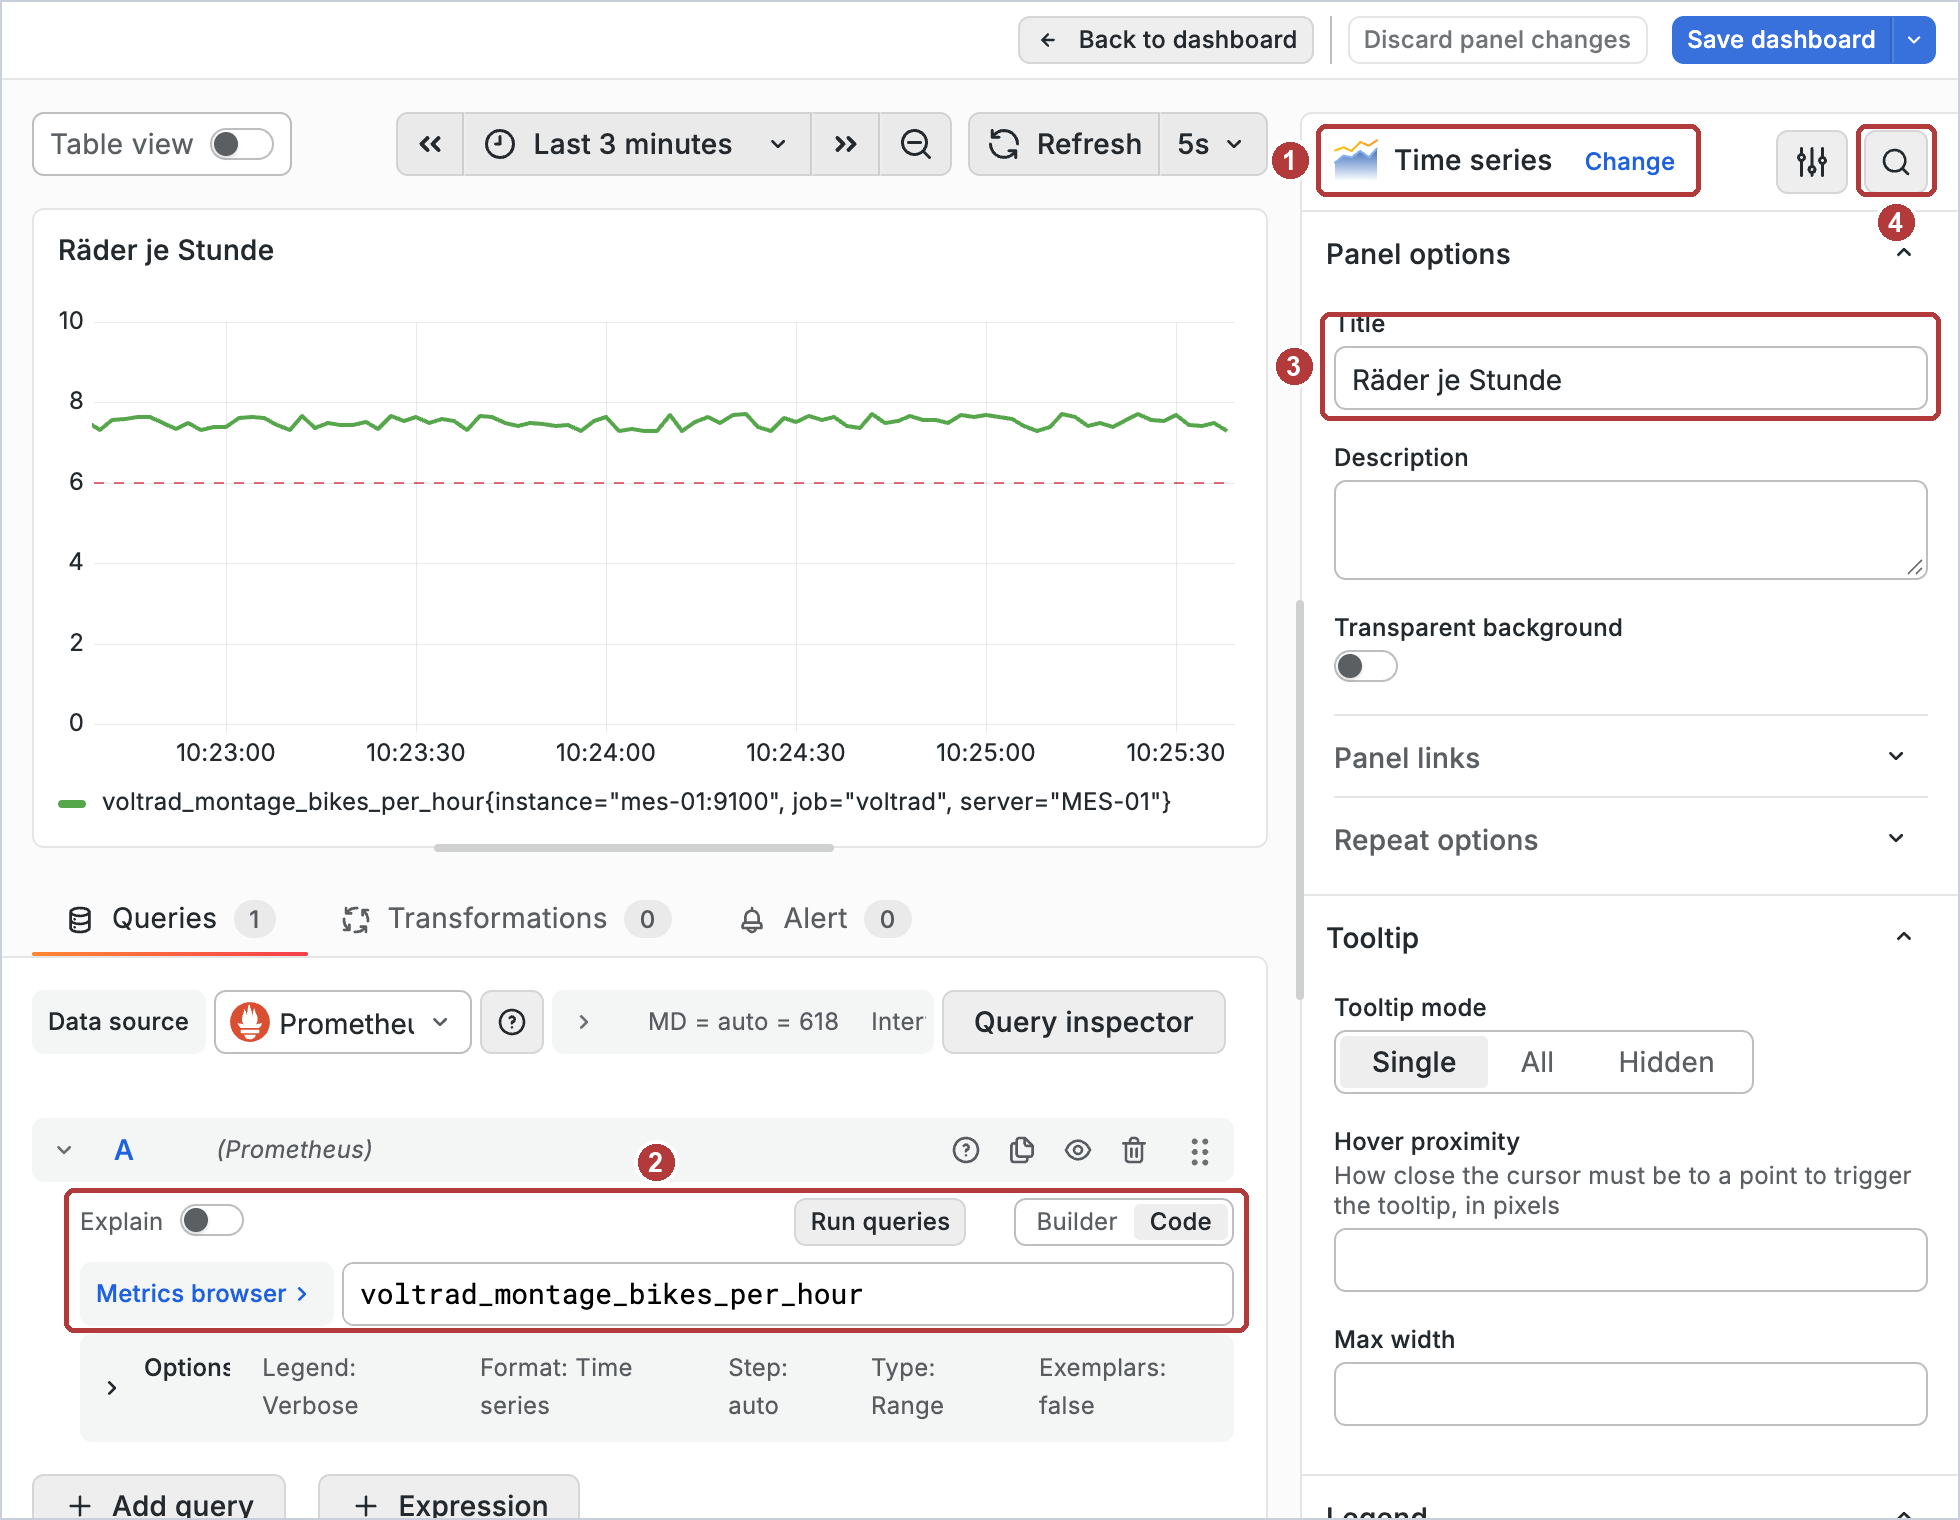 Back to dashboard
Discard panel changes
Save dashboard
Table view
Last 3 minutes
Refresh
5s
1
Time series
Change
4
Räder je Stunde
10
8
6
4
2
0
10:23:00
10:23:30
10:24:00
10:24:30
10:25:00
10:25:30
voltrad_montage_bikes_per_hour{instance="mes-01:9100", job="voltrad", server="MES-01"}
Panel options
3
Title
Räder je Stunde
Description
Transparent background
Panel links
Repeat options
Tooltip
Tooltip mode
Single
All
Hidden
Hover proximity
How close the cursor must be to a point to trigger
the tooltip, in pixels
Max width
Legend
Queries
1
Transformations
0
Alert
0
Data source
Prometheu
MD = auto = 618
Inter
Query inspector
A
(Prometheus)
2
Explain
Run queries
Builder
Code
Metrics browser
voltrad_montage_bikes_per_hour
Options
Legend:
Verbose
Format: Time
series
Step:
auto
Type:
Range
Exemplars:
false
+ Add query
+ Expression